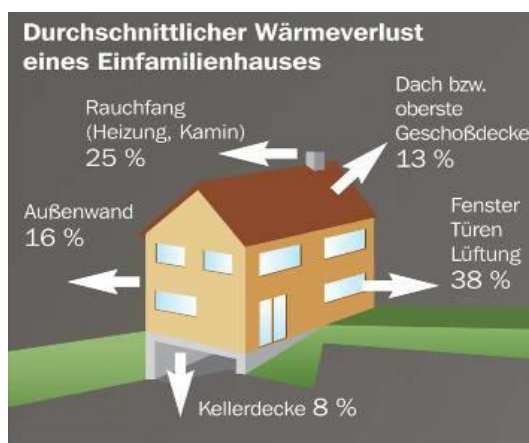 Durchschnittlicher Wärmeverlust
eines Einfamilienhauses
Rauchfang
(Heizung, Kamin)
25 %
Dach bzw.
oberste
Geschoßdecke
13 %
Außenwand
16 %
Fenster
Türen
Lüftung
38 %
Kellerdecke 8 %